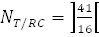 N_{T/RC} = ]41/16[